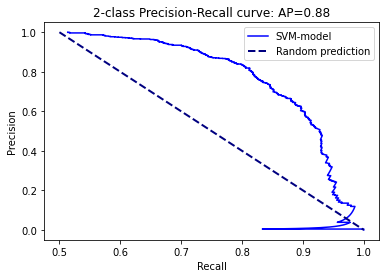 2-class Precision-Recall curve: AP=0.88
SVM-model
Random prediction
Precision
1.0
0.8
0.6
0.4
0.2
0.0
0.5 0.6 0.7 0.8 0.9 1.0
Recall